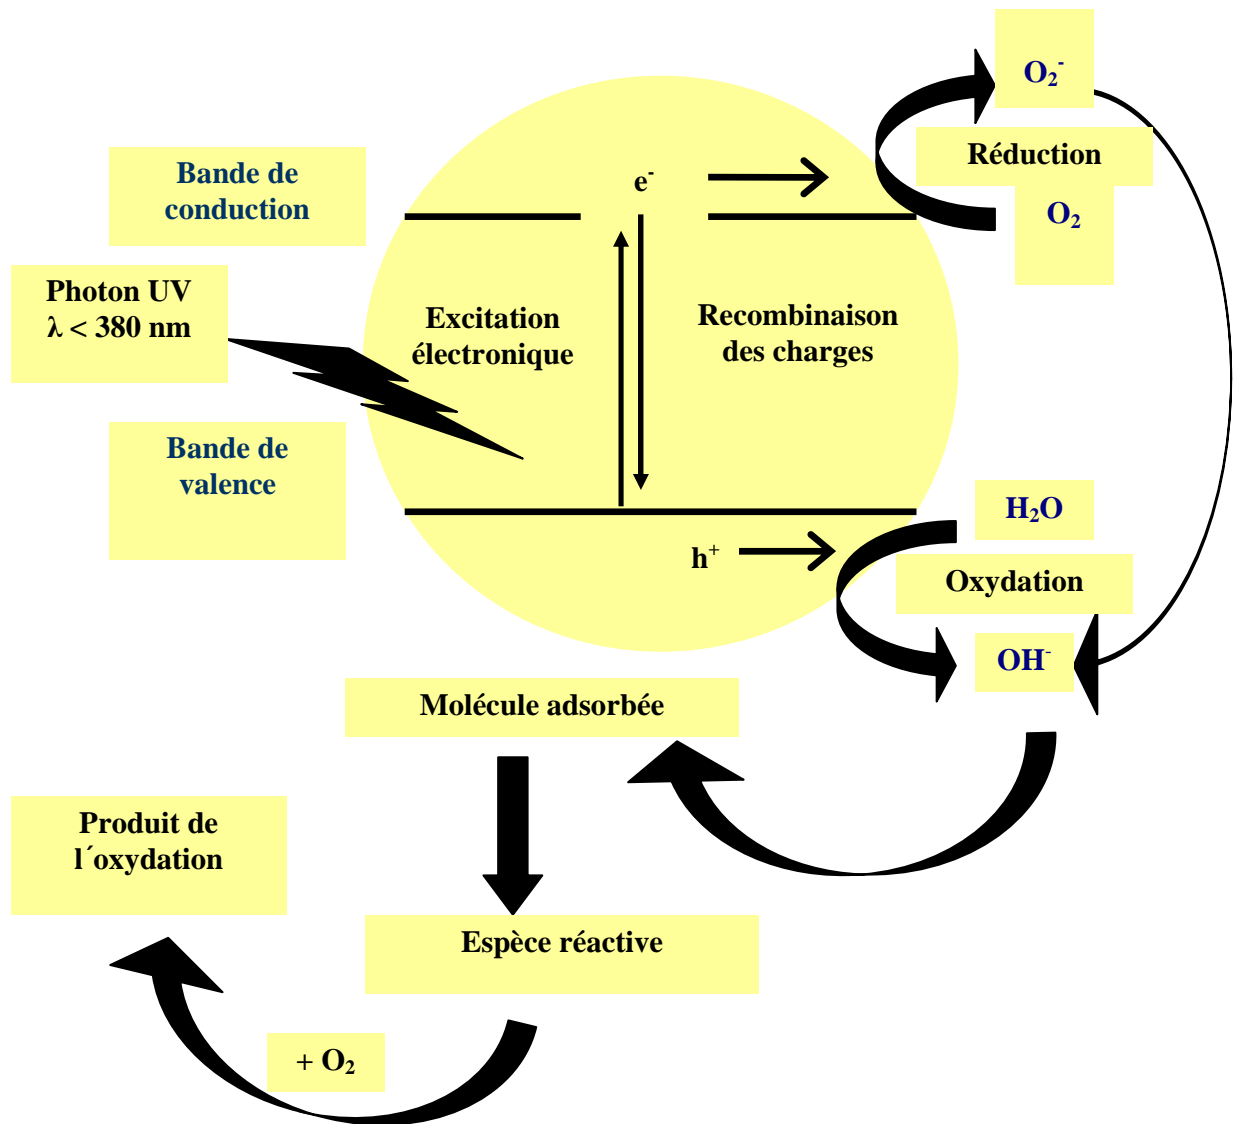 O₂⁻
Réduction
O₂
Bande de
conduction
e⁻
Photon UV
λ < 380 nm
Excitation
électronique
Recombinaison
des charges
Bande de
valence
H₂O
h⁺
Oxydation
OH⁻
Molécule adsorbée
Produit de
l´oxydation
Espèce réactive
+ O₂